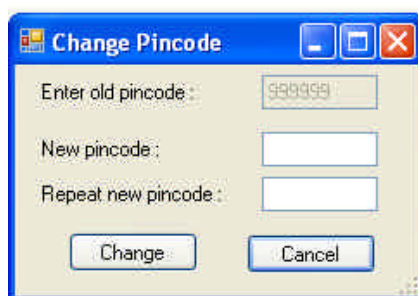 Change Pincode
Enter old pincode : 999999
New pincode :
Repeat new pincode :
Change Cancel